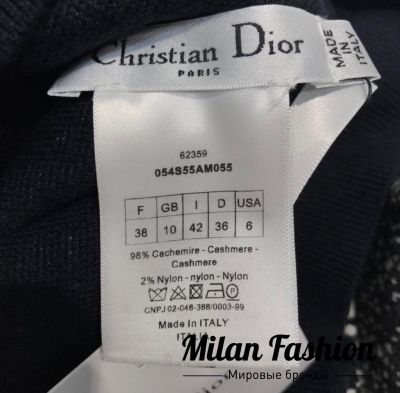 Christian Dior
PARIS
MADE
IN
ITALY
62359
054S55AM055
F GB I D USA
38 10 42 36 6
98% Cachemire - Cashmere -
Cashmere
2% Nylon - nylon - Nylon
CNPJ 02-046-388/0003-99
Made In ITALY
Milan Fashion
Мировые бренды